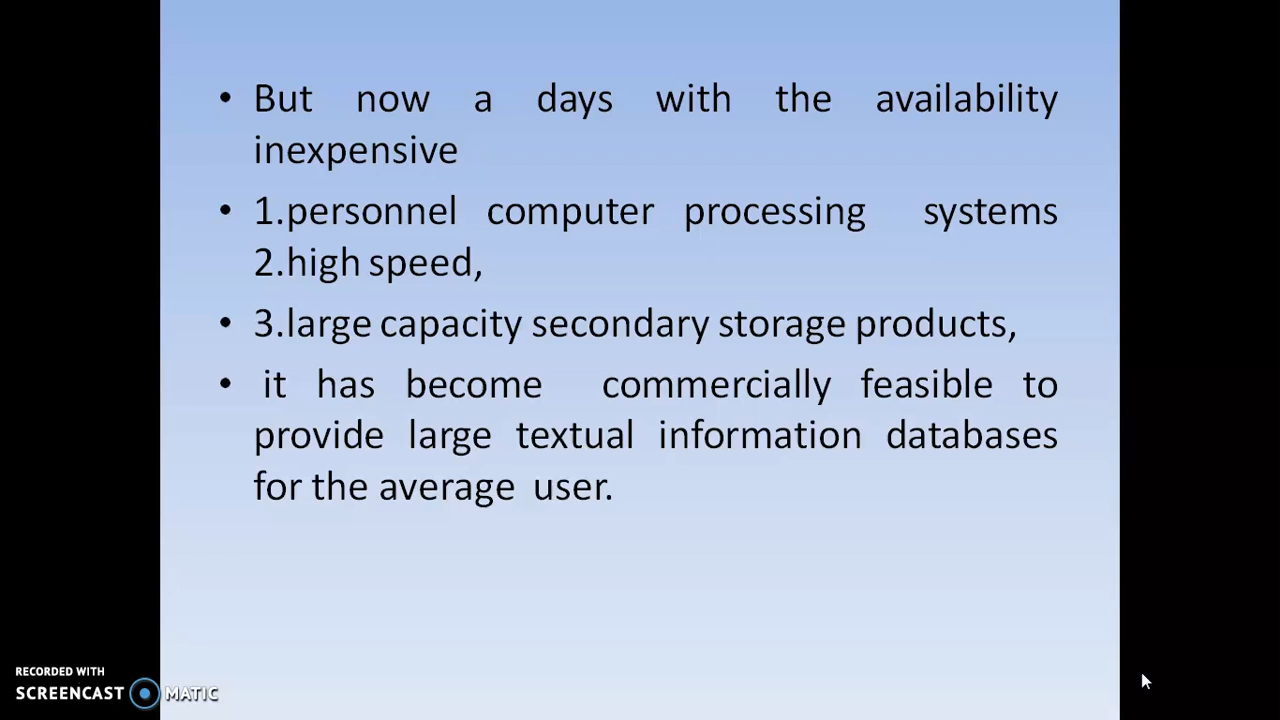 • But now a days with the availability
inexpensive
• 1.personnel computer processing systems
2.high speed,
• 3.large capacity secondary storage products,
• it has become commercially feasible to
provide large textual information databases
for the average user.
RECORDED WITH
SCREENCAST MATIC